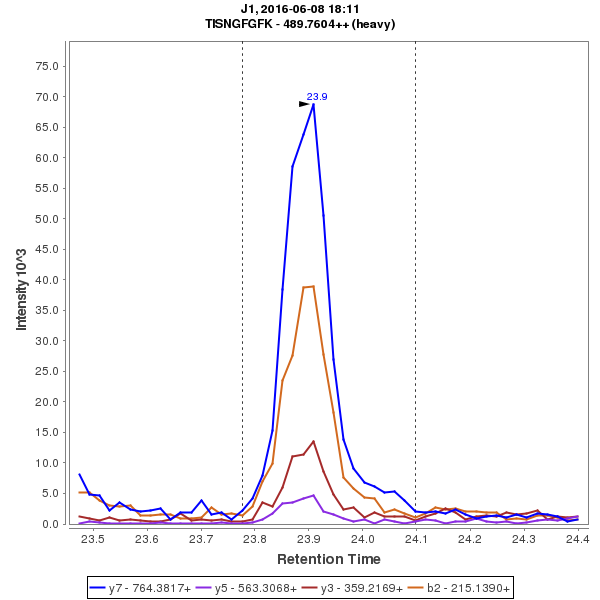 J1, 2016-06-08 18:11
TISNGFGFK - 489.7604++ (heavy)
Intensity 10^3
75.0
70.0
65.0
60.0
55.0
50.0
45.0
40.0
35.0
30.0
25.0
20.0
15.0
10.0
5.0
0.0
23.9
23.5 23.6 23.7 23.8 23.9 24.0 24.1 24.2 24.3 24.4
Retention Time
y7 - 764.3817+ y5 - 563.3068+ y3 - 359.2169+ b2 - 215.1390+